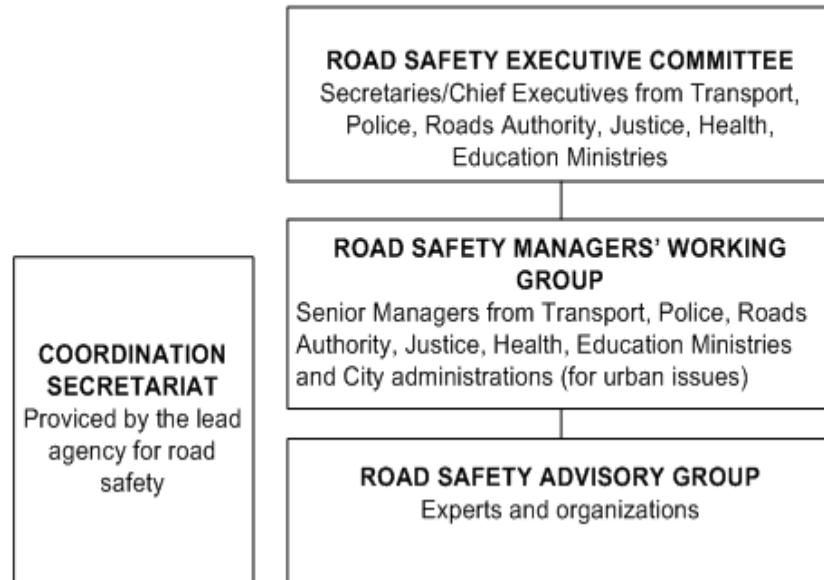 ROAD SAFETY EXECUTIVE COMMITTEE
Secretaries/Chief Executives from Transport,
Police, Roads Authority, Justice, Health,
Education Ministries
ROAD SAFETY MANAGERS’ WORKING
GROUP
Senior Managers from Transport, Police, Roads
Authority, Justice, Health, Education Ministries
and City administrations (for urban issues)
COORDINATION
SECRETARIAT
Proviced by the lead
agency for road
safety
ROAD SAFETY ADVISORY GROUP
Experts and organizations